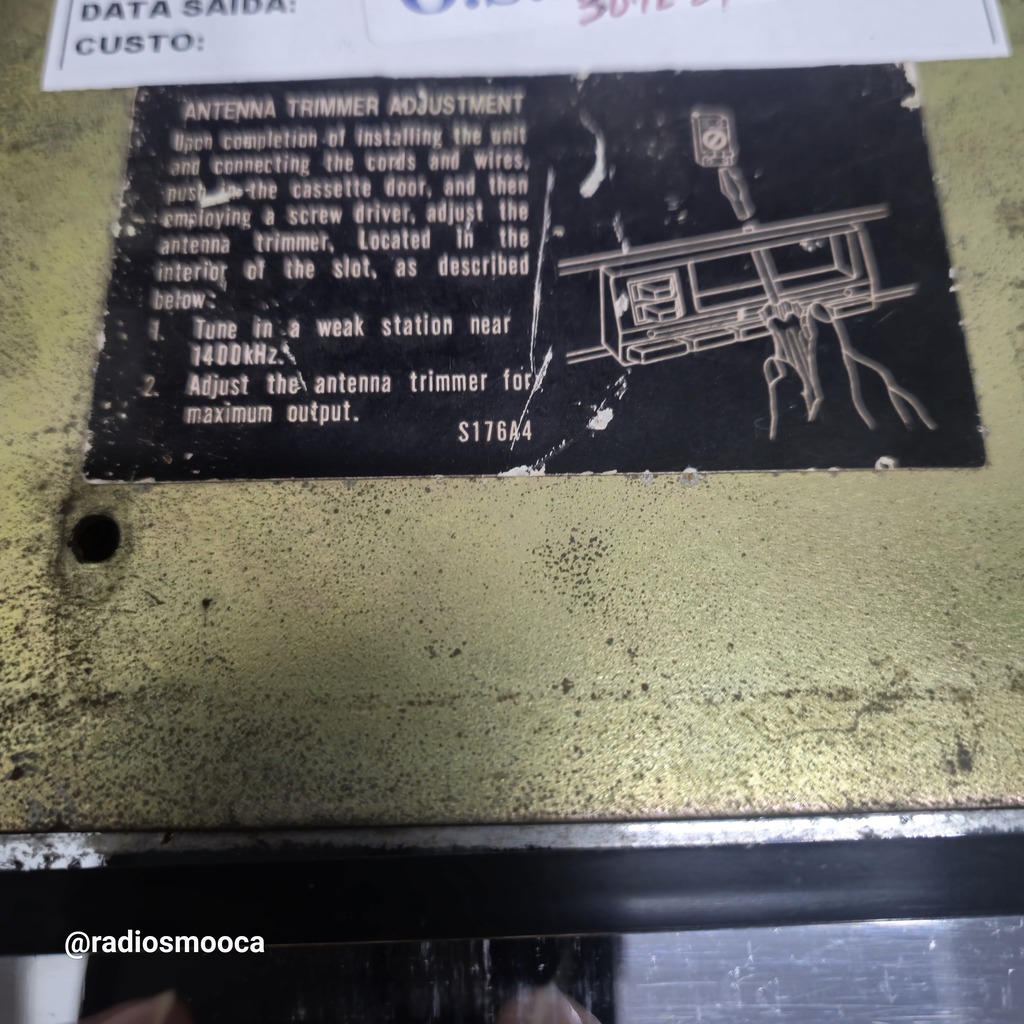 DATA SAIDA:
CUSTO:
ANTENNA TRIMMER ADJUSTMENT
Upon completion of installing the unit
and connecting the cords and wires,
push in the cassette door, and then
employing a screw driver, adjust the
antenna trimmer, Located in the
interior of the slot, as described
below:
1. Tune in a weak station near
1400kHz.
2. Adjust the antenna trimmer for
maximum output.
S176A4
@radiosmooca